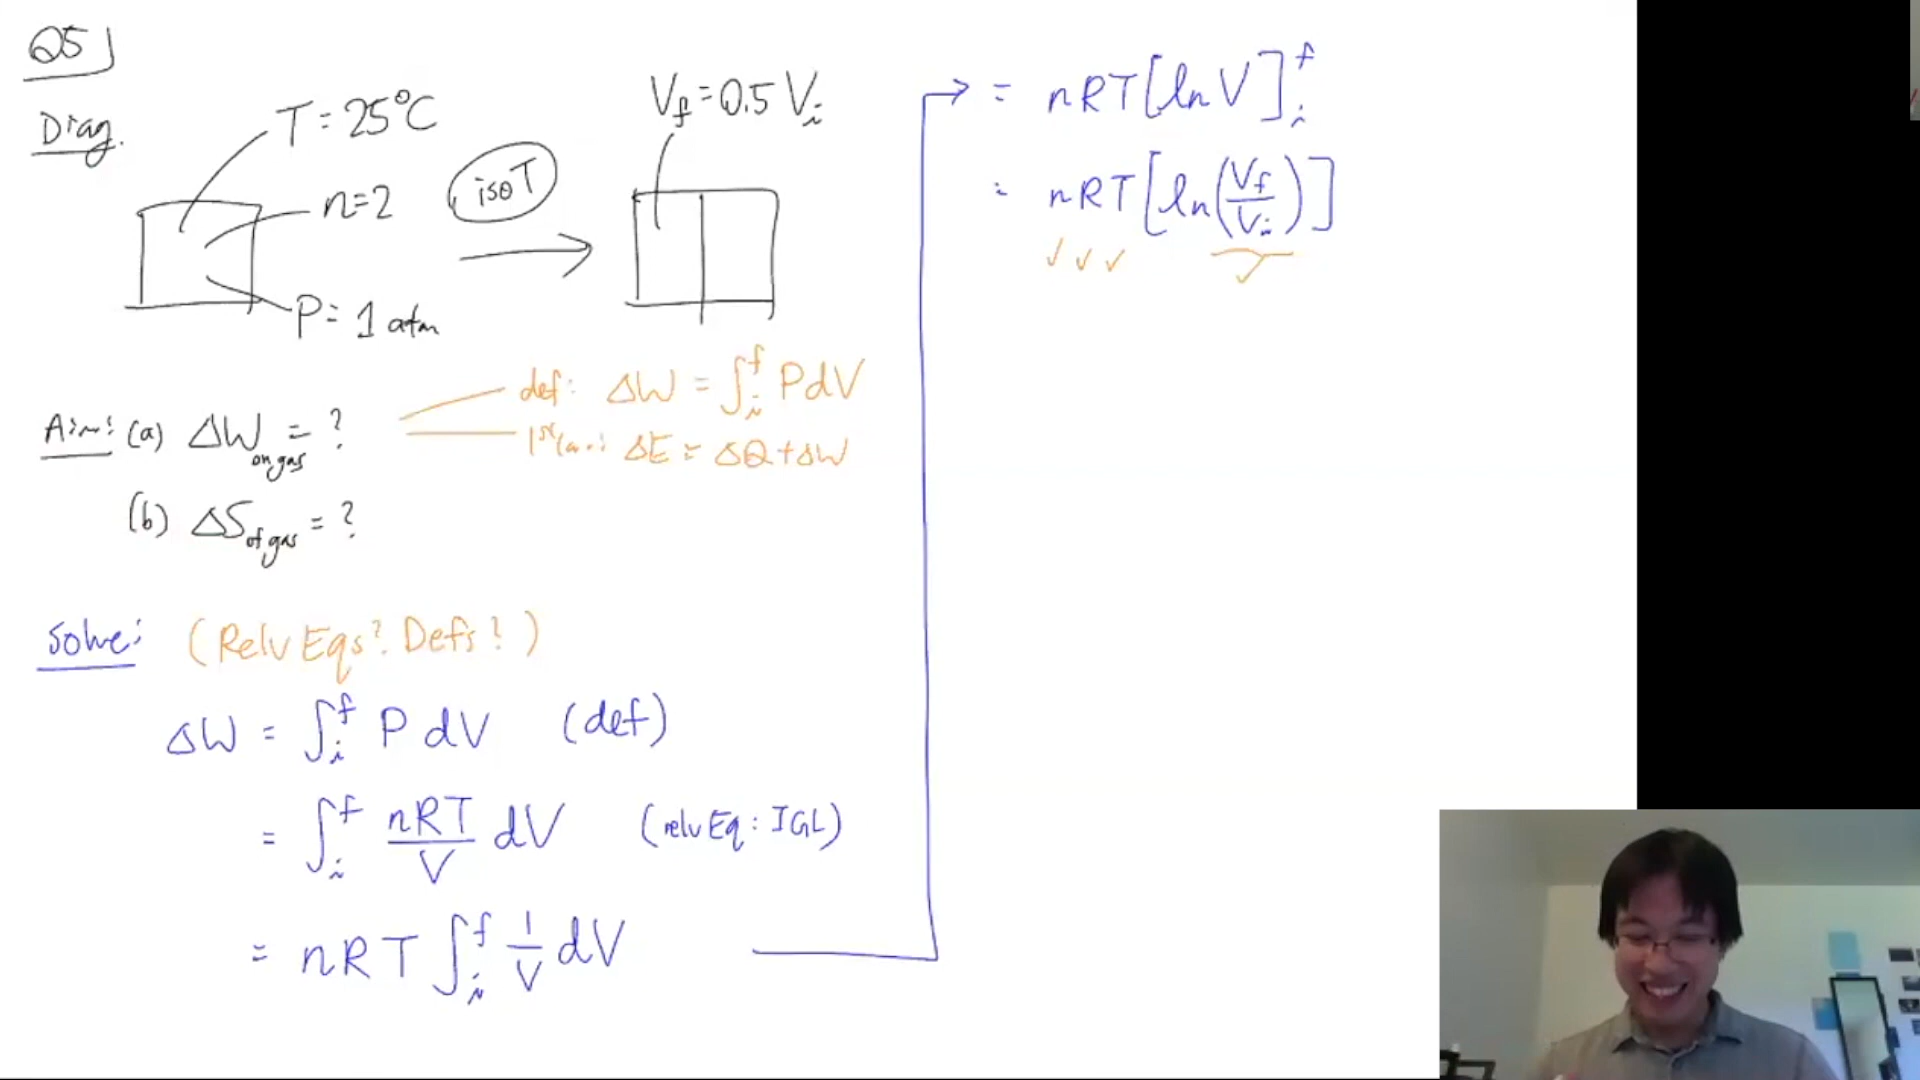 Q5
Diag.
T = 25°C
n=2
P = 1 atm
isoT
V_f = 0.5 V_i
Aim: (a) ΔW_on gas = ?
def: ΔW = ∫_i^f P dV
1st Law: ΔE = ΔQ + ΔW
(b) ΔS_of gas = ?
Solve: (Relv Eqs? Defs?)
ΔW = ∫_i^f P dV (def)
= ∫_i^f nRT/V dV (relv Eq: IGL)
= nRT ∫_i^f 1/V dV
→ = nRT [ln V]_i^f
= nRT [ln (V_f/V_i)]
✓ ✓ ✓ ✓